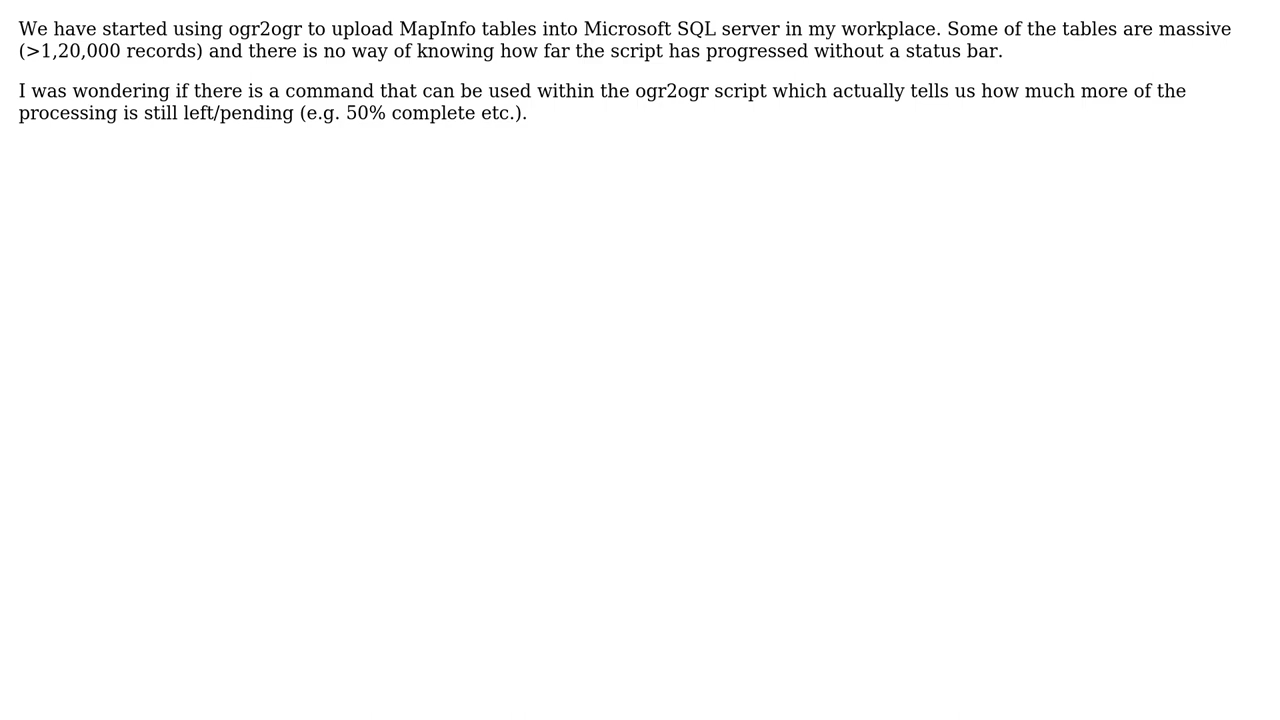 We have started using ogr2ogr to upload MapInfo tables into Microsoft SQL server in my workplace. Some of the tables are massive
(>1,20,000 records) and there is no way of knowing how far the script has progressed without a status bar.
I was wondering if there is a command that can be used within the ogr2ogr script which actually tells us how much more of the
processing is still left/pending (e.g. 50% complete etc.).